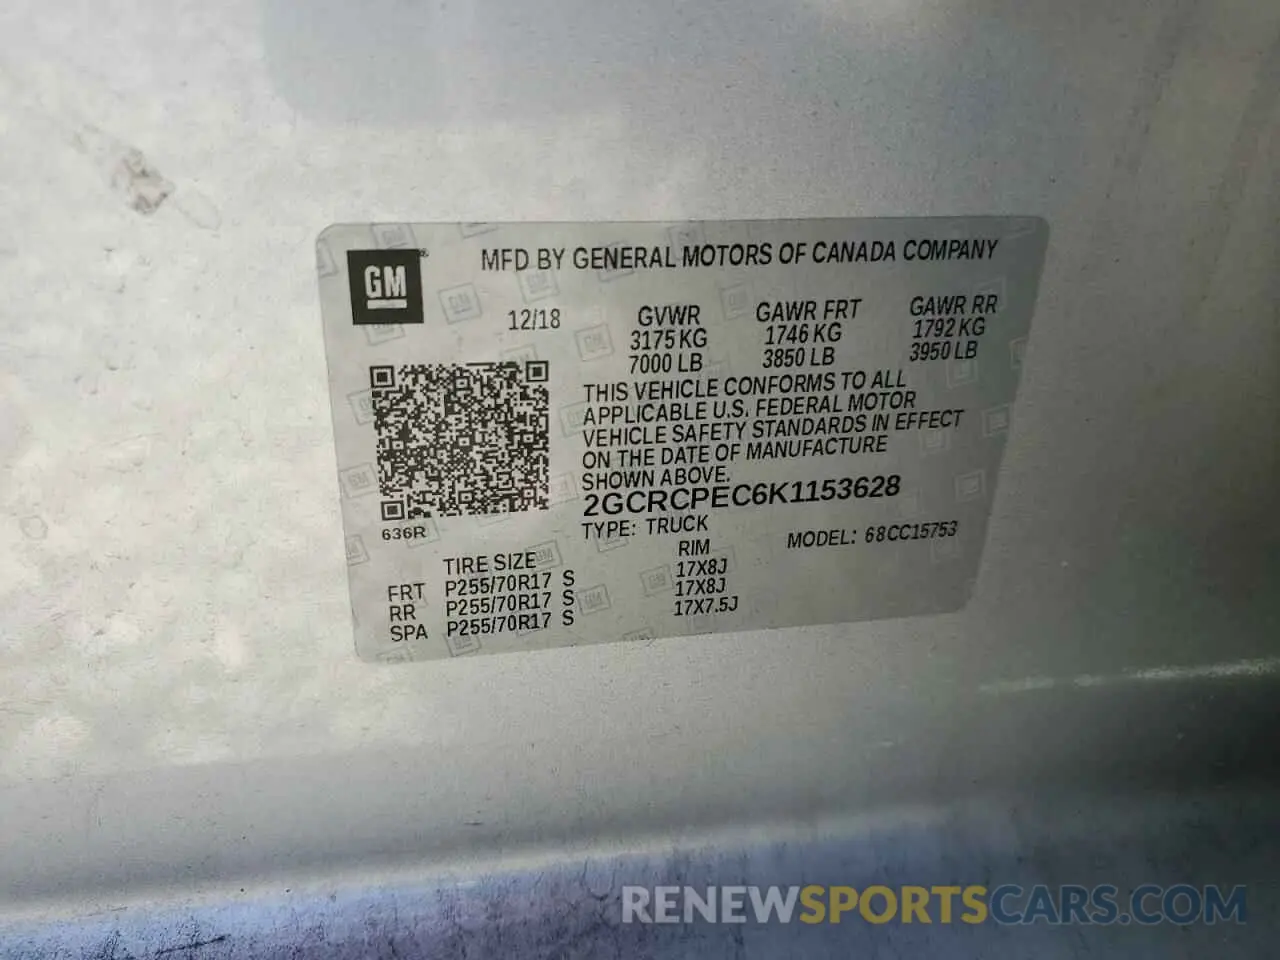 GM ®
MFD BY GENERAL MOTORS OF CANADA COMPANY
12/18
GVWR GAWR FRT GAWR RR
3175 KG 1746 KG 1792 KG
7000 LB 3850 LB 3950 LB
THIS VEHICLE CONFORMS TO ALL
APPLICABLE U.S. FEDERAL MOTOR
VEHICLE SAFETY STANDARDS IN EFFECT
ON THE DATE OF MANUFACTURE
SHOWN ABOVE.
2GCRCPEC6K1153628
TYPE: TRUCK MODEL: 68CC15753
636R
TIRE SIZE RIM
FRT P255/70R17 S 17X8J
RR P255/70R17 S 17X8J
SPA P255/70R17 S 17X7.5J
RENEWSPORTSCARS.COM